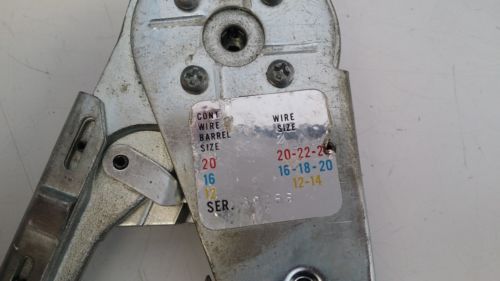 CONT WIRE
WIRE SIZE
BARREL
SIZE
20 20-22-2
16 16-18-20
12 12-14
SER.